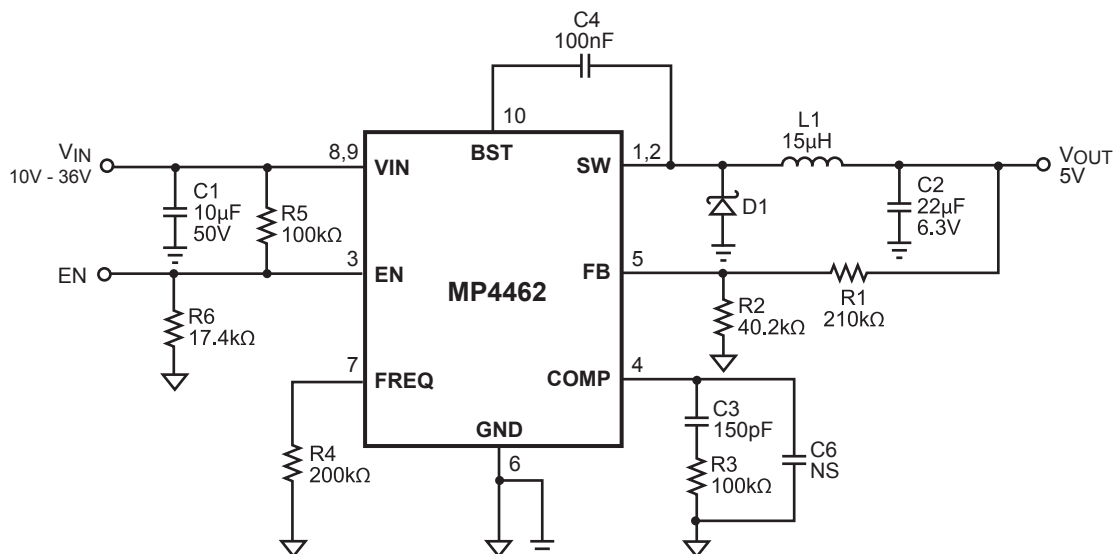 C4
100nF
10
BST
VIN
10V - 36V
8,9
VIN
SW
1,2
L1
15µH
VOUT
5V
C1
10µF
50V
R5
100kΩ
D1
C2
22µF
6.3V
EN
3
EN
MP4462
FB
5
R1
210kΩ
R2
40.2kΩ
R6
17.4kΩ
7
FREQ
COMP
4
GND
6
R4
200kΩ
C3
150pF
R3
100kΩ
C6
NS